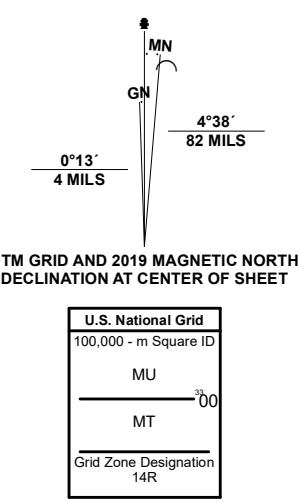 MN
GN
4°38´
82 MILS
0°13´
4 MILS
TM GRID AND 2019 MAGNETIC NORTH
DECLINATION AT CENTER OF SHEET
U.S. National Grid
100,000 - m Square ID
MU
33 00
MT
Grid Zone Designation
14R